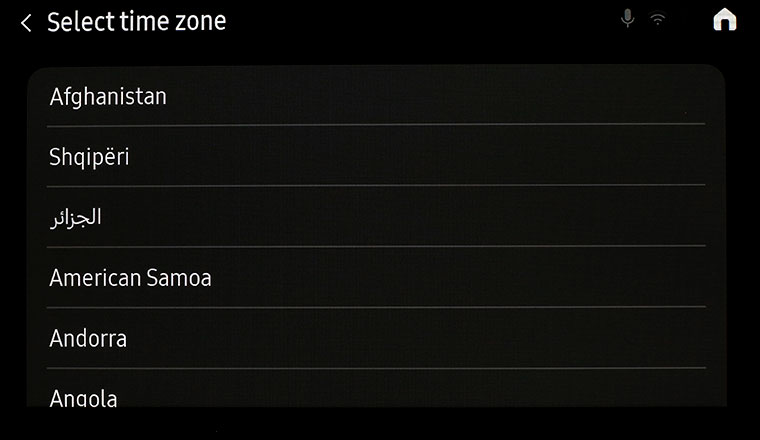 Select time zone
Afghanistan
Shqipëri
الجزائر
American Samoa
Andorra
Angola